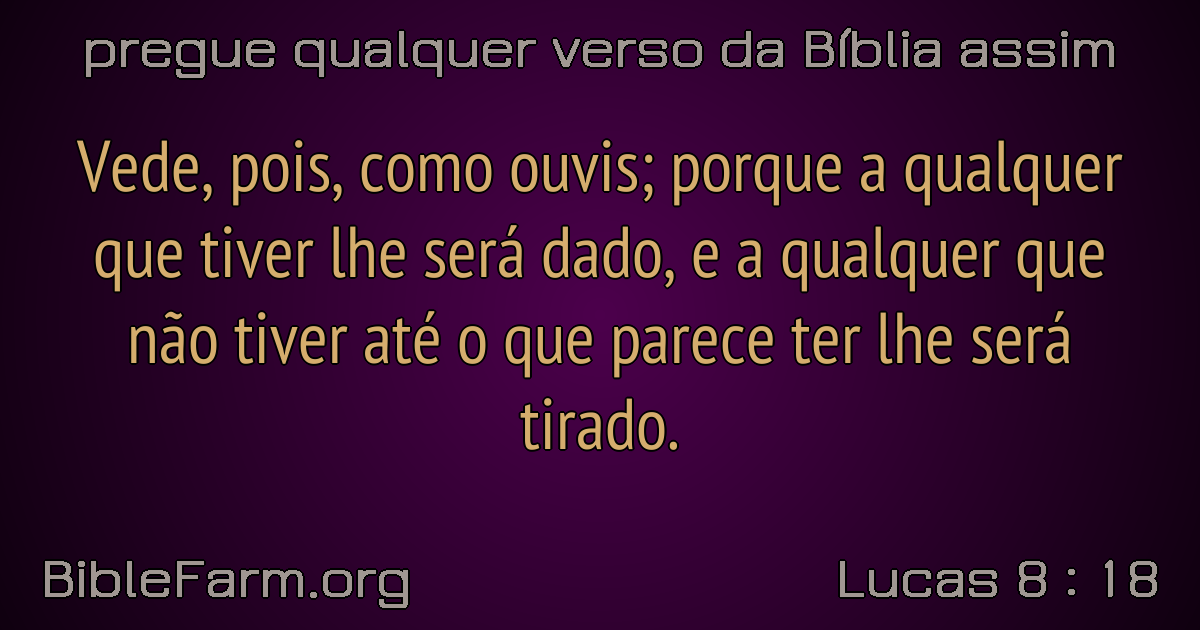 pregue qualquer verso da Bíblia assim
Vede, pois, como ouvis; porque a qualquer
que tiver lhe será dado, e a qualquer que
não tiver até o que parece ter lhe será
tirado.
BibleFarm.org
Lucas 8 : 18